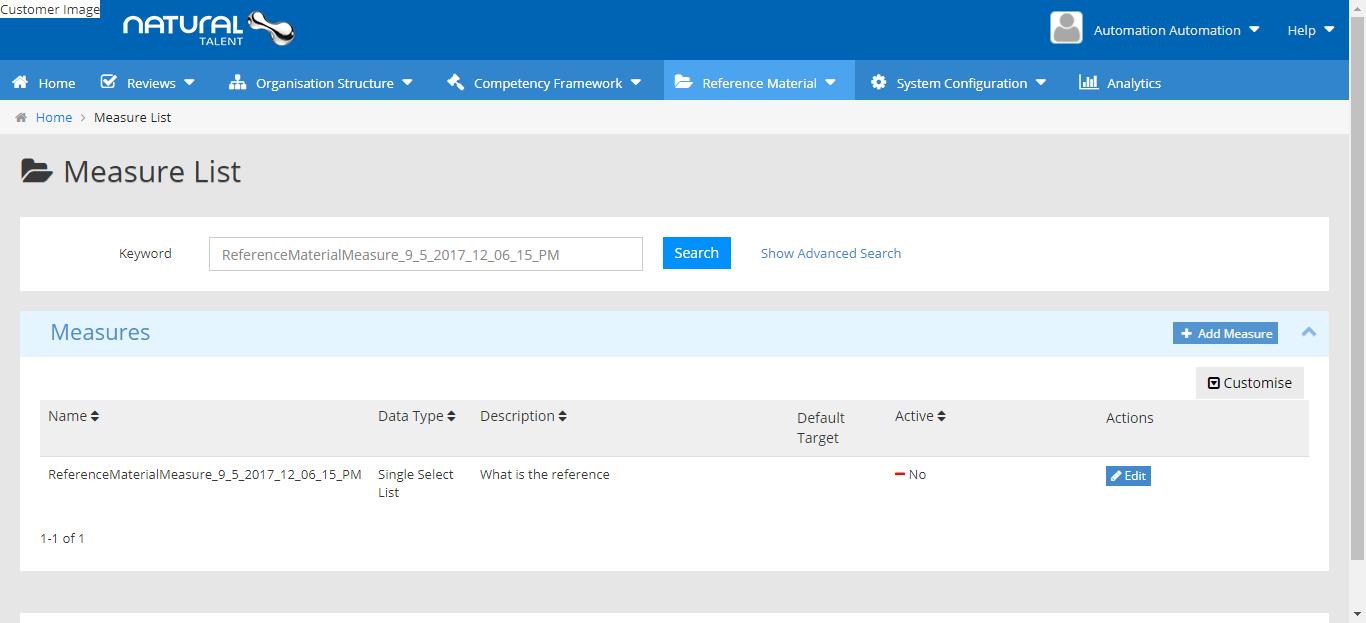 Customer Image
NATURAL
TALENT
Automation Automation
Help
Home
Reviews
Organisation Structure
Competency Framework
Reference Material
System Configuration
Analytics
Home > Measure List
Measure List
Keyword
ReferenceMaterialMeasure_9_5_2017_12_06_15_PM
Search
Show Advanced Search
Measures
+ Add Measure
Customise
Name
Data Type
Description
Default
Target
Active
Actions
ReferenceMaterialMeasure_9_5_2017_12_06_15_PM
Single Select
List
What is the reference
No
Edit
1-1 of 1